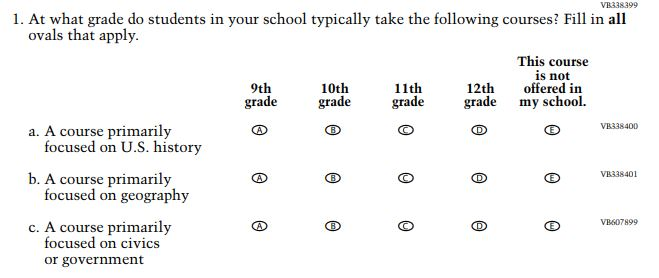 VB338399
1. At what grade do students in your school typically take the following courses? Fill in all
ovals that apply.
This course
is not
9th 10th 11th 12th offered in
grade grade grade grade my school.
a. A course primarily A B C D E VB338400
focused on U.S. history
b. A course primarily A B C D E VB338401
focused on geography
c. A course primarily A B C D E VB607899
focused on civics
or government